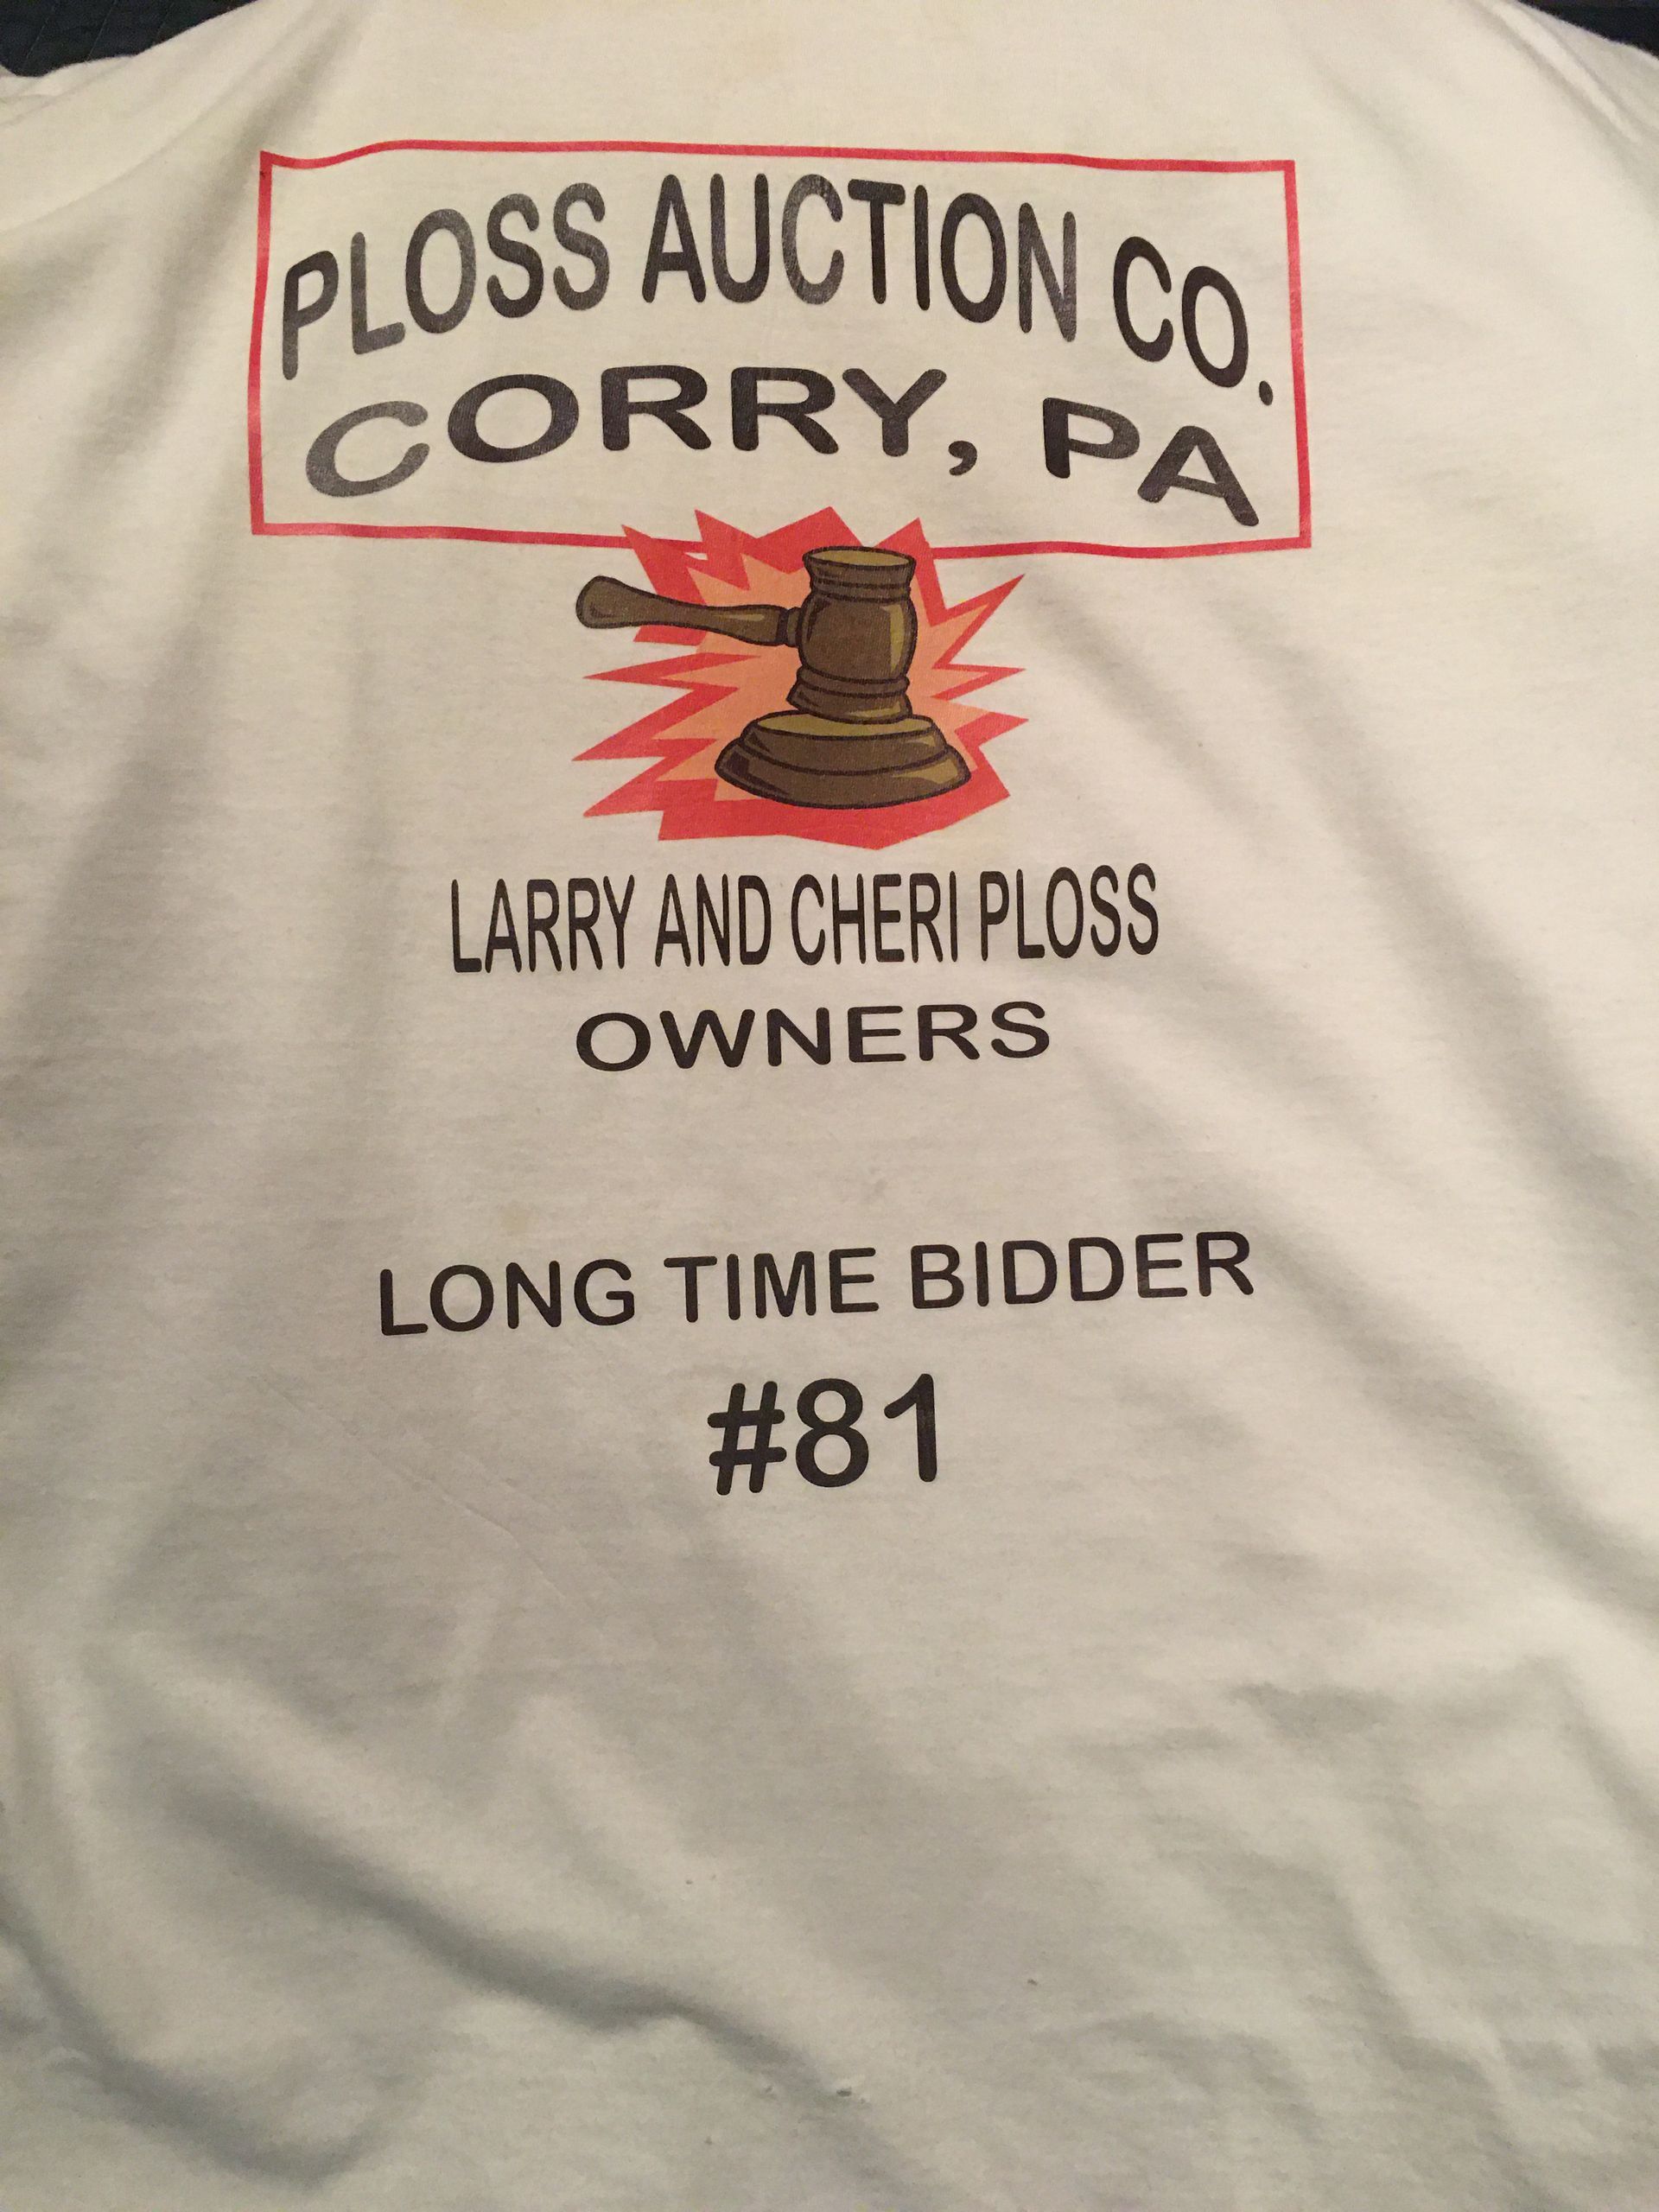 PLOSS AUCTION CO.
CORRY, PA
LARRY AND CHERI PLOSS
OWNERS
LONG TIME BIDDER
#81